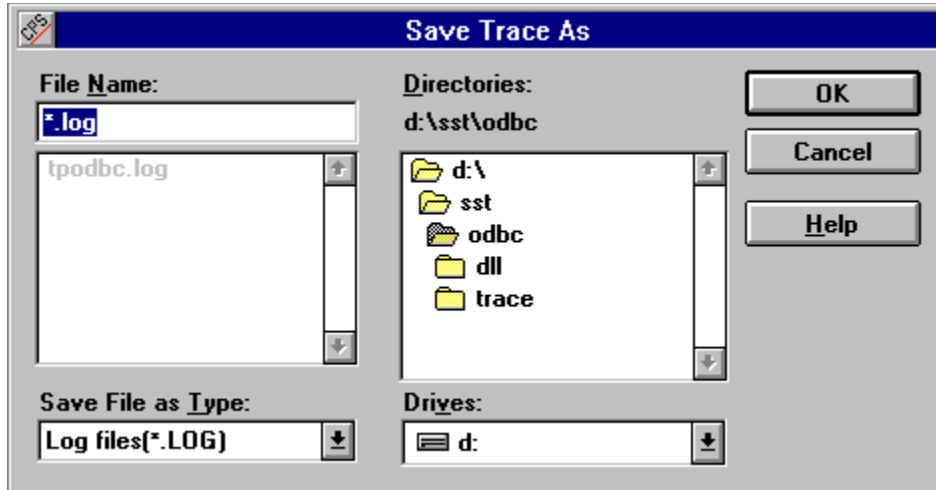 CPS
Save Trace As
File Name:
*.log
tpodbc.log
Save File as Type:
Log files(*.LOG)
Directories:
d:\sst\odbc
d:\
sst
odbc
dll
trace
Drives:
d:
OK
Cancel
Help